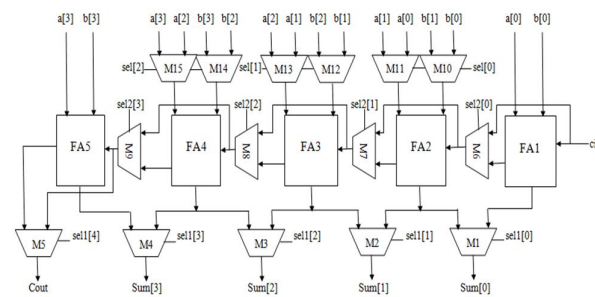 a[3] b[3] a[3] a[2] b[3] b[2] a[2] a[1] b[2] b[1] a[1] a[0] b[1] b[0] a[0] b[0]
sel[2] M15 M14 sel[1] M13 M12 M11 M10 sel[0]
sel2[3] sel2[2] sel2[1] sel2[0]
FA5 M9 FA4 M8 FA3 M7 FA2 M6 FA1 ci
M5 sel1[4] M4 sel1[3] M3 sel1[2] M2 sel1[1] M1 sel1[0]
Cout Sum[3] Sum[2] Sum[1] Sum[0]